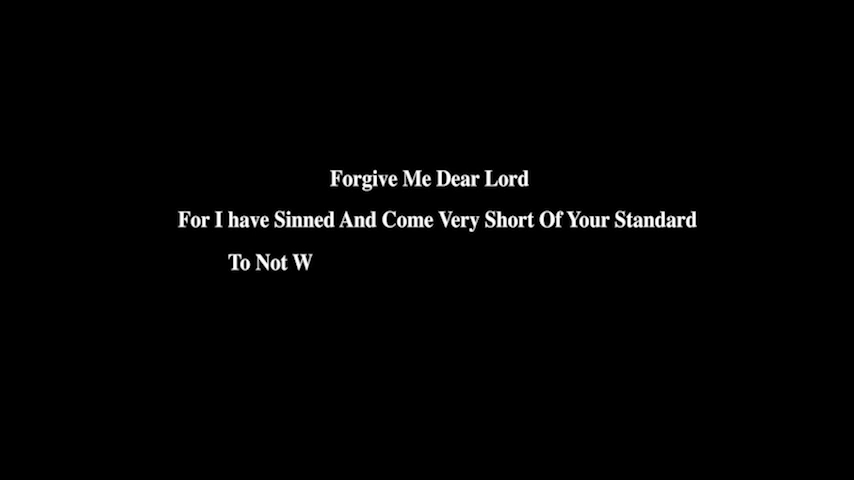 Forgive Me Dear Lord
For I have Sinned And Come Very Short Of Your Standard
To Not W